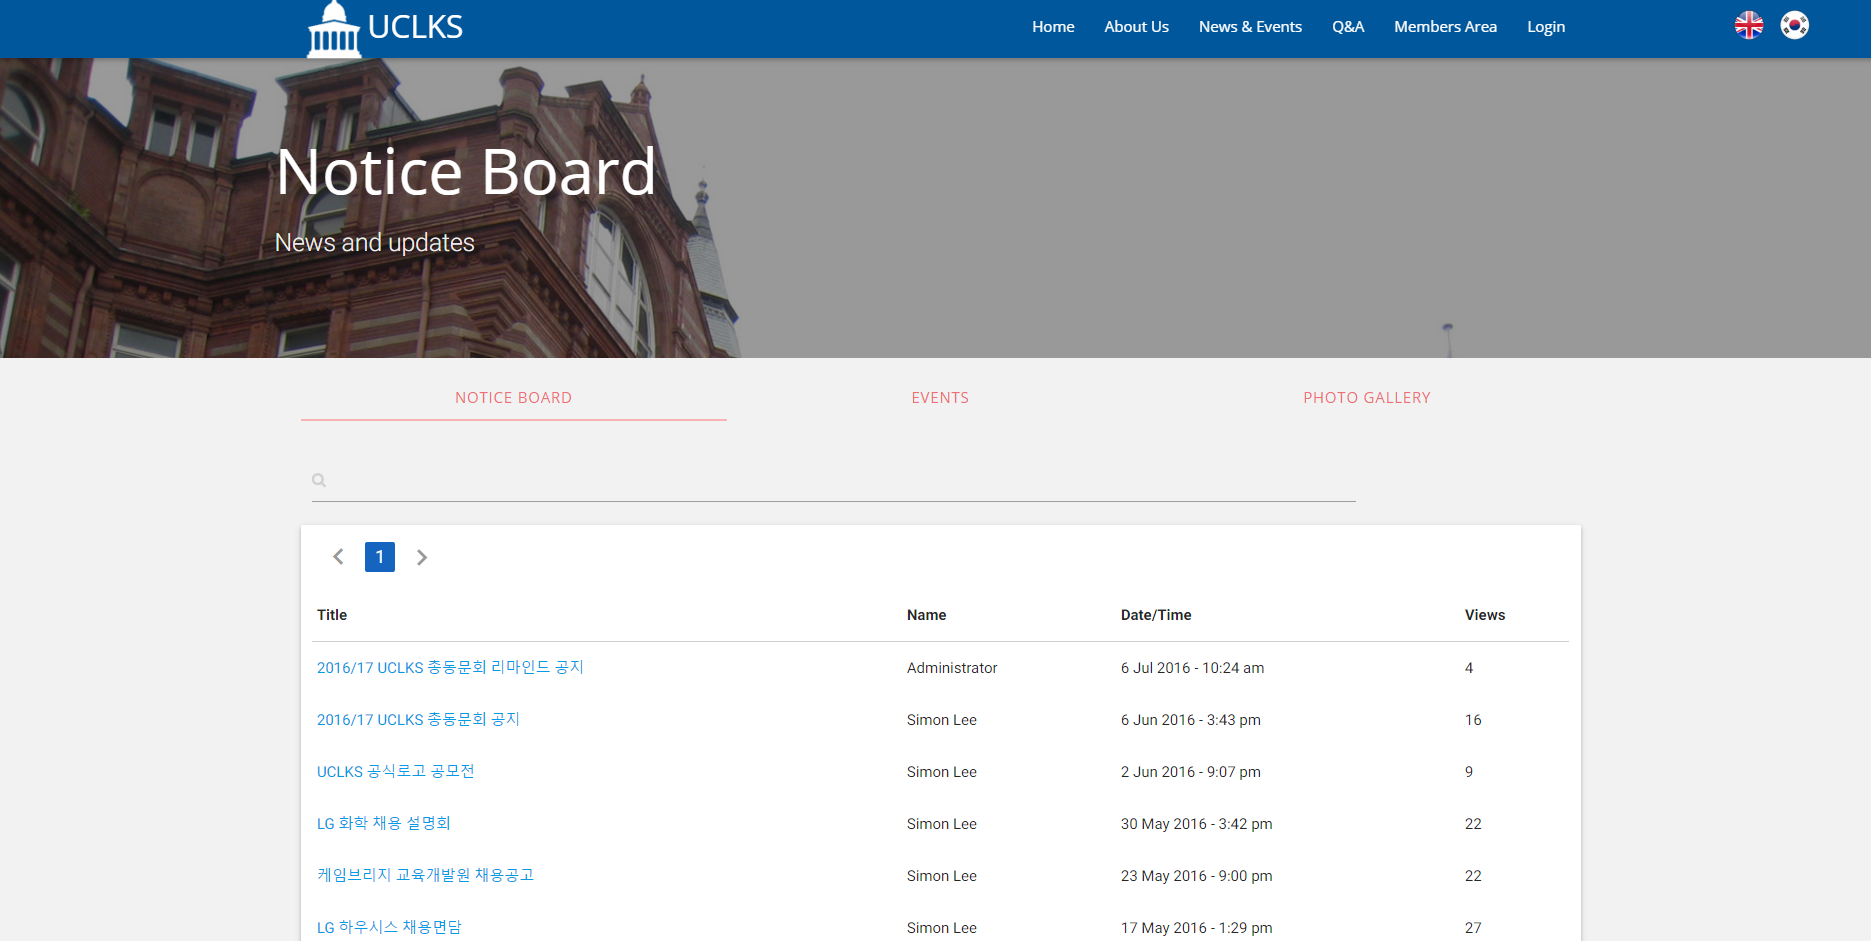 UCLKS
Home About Us News & Events Q&A Members Area Login
Notice Board
News and updates
NOTICE BOARD EVENTS PHOTO GALLERY
1
Title Name Date/Time Views
2016/17 UCLKS 총동문회 리마인드 공지 Administrator 6 Jul 2016 - 10:24 am 4
2016/17 UCLKS 총동문회 공지 Simon Lee 6 Jun 2016 - 3:43 pm 16
UCLKS 공식로고 공모전 Simon Lee 2 Jun 2016 - 9:07 pm 9
LG 화학 채용 설명회 Simon Lee 30 May 2016 - 3:42 pm 22
케임브리지 교육개발원 채용공고 Simon Lee 23 May 2016 - 9:00 pm 22
LG 하우시스 채용면담 Simon Lee 17 May 2016 - 1:29 pm 27